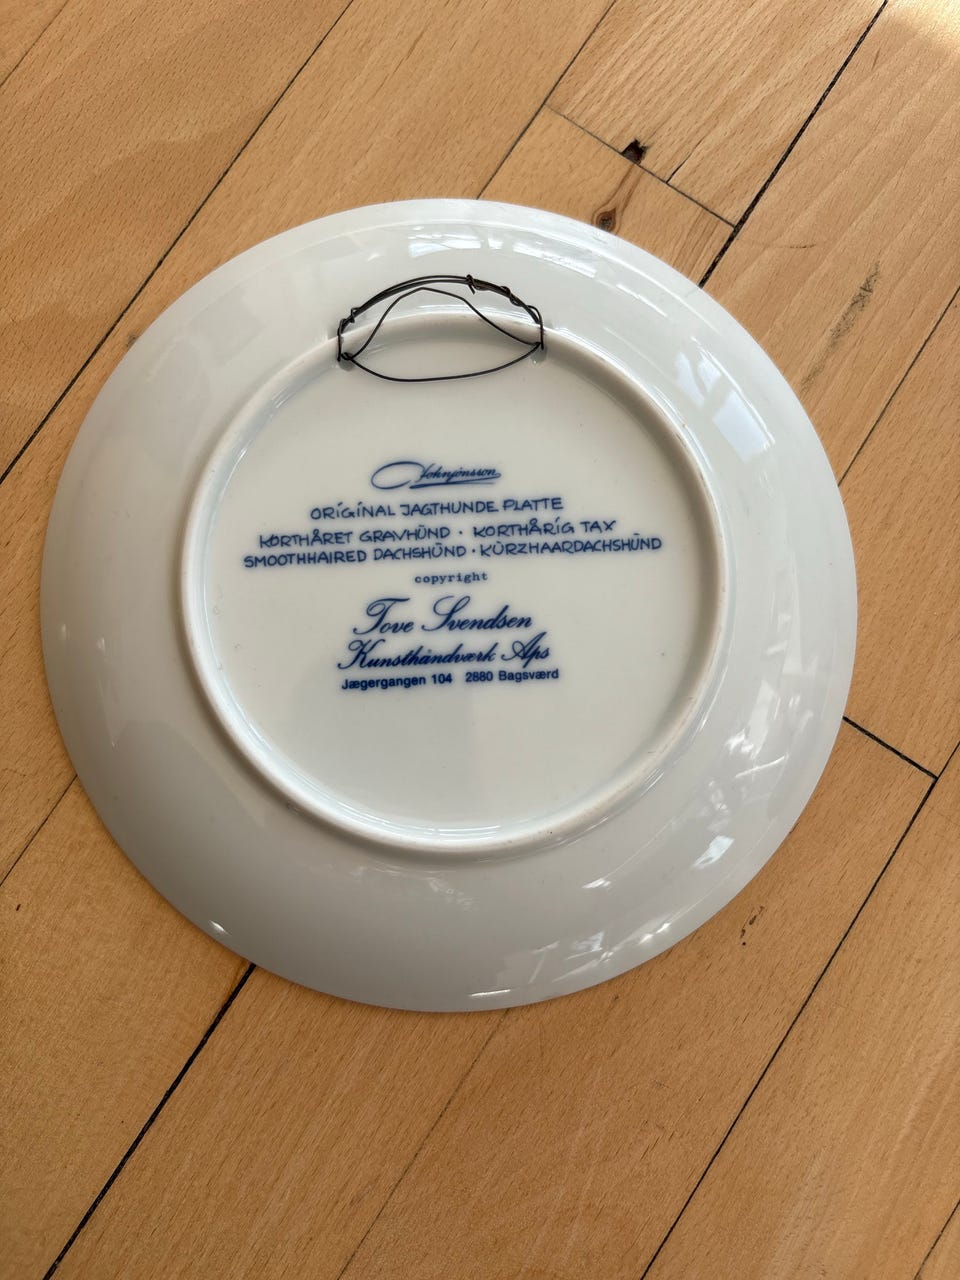 Johnjönsson
ORIGINAL JAGTHUNDE PLATTE
KORTHÅRET GRAVHUND · KORTHÅRIG TAX
SMOOTHHAIRED DACHSHUND · KURZHAARDACHSHUND
copyright
Tove Svendsen
Kunsthåndværk Aps
Jægergangen 104 2880 Bagsværd